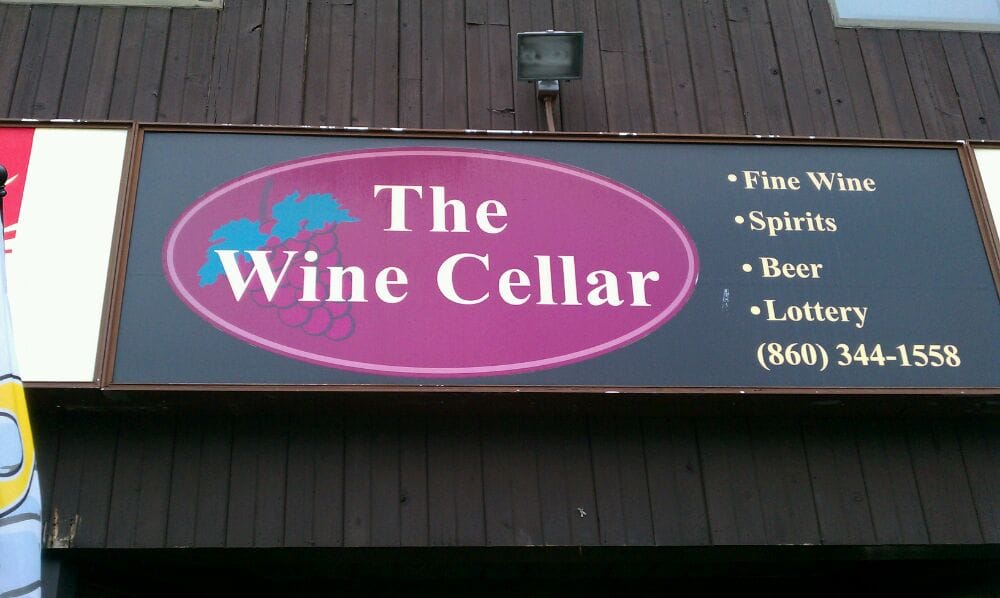 The
Wine Cellar
• Fine Wine
• Spirits
• Beer
• Lottery
(860) 344-1558